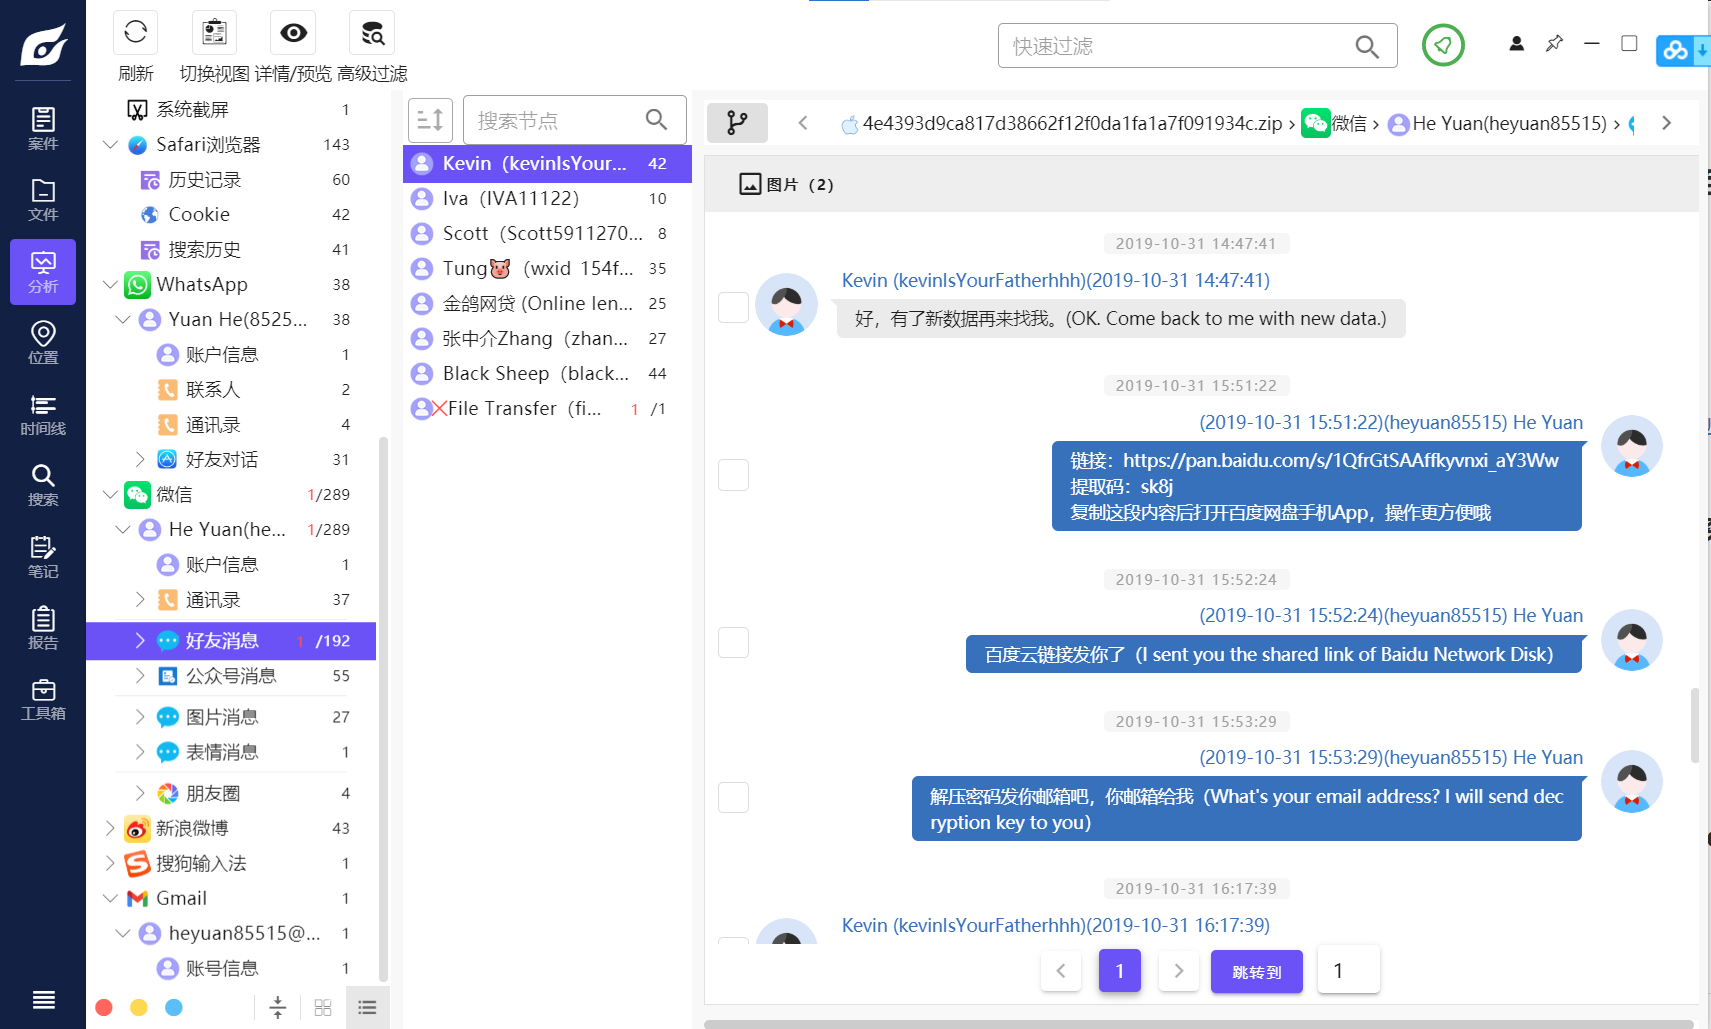 刷新
切换视图
详情/预览
高级过滤
快速过滤
案件
文件
分析
位置
时间线
搜索
笔记
报告
工具箱
系统截屏 1
Safari浏览器 143
历史记录 60
Cookie 42
搜索历史 41
WhatsApp 38
Yuan He(8525... 38
账户信息 1
联系人 2
通讯录 4
好友对话 31
微信 1/289
He Yuan(he... 1/289
账户信息 1
通讯录 37
好友消息 1 /192
公众号消息 55
图片消息 27
表情消息 1
朋友圈 4
新浪微博 43
搜狗输入法 1
Gmail 1
heyuan85515@... 1
账号信息 1
搜索节点
Kevin（kevinIsYour... 42
Iva（IVA11122） 10
Scott（Scott5911270... 8
Tung🐷（wxid 154f... 35
金鸽网贷 (Online len... 25
张中介Zhang（zhan... 27
Black Sheep（black... 44
File Transfer（fi... 1 /1
4e4393d9ca817d38662f12f0da1fa1a7f091934c.zip › 微信 › He Yuan(heyuan85515) ›
图片（2）
2019-10-31 14:47:41
Kevin (kevinIsYourFatherhhh)(2019-10-31 14:47:41)
好，有了新数据再来找我。(OK. Come back to me with new data.)
2019-10-31 15:51:22
(2019-10-31 15:51:22)(heyuan85515) He Yuan
链接：https://pan.baidu.com/s/1QfrGtSAAffkyvnxi_aY3Ww
提取码：sk8j
复制这段内容后打开百度网盘手机App，操作更方便哦
2019-10-31 15:52:24
(2019-10-31 15:52:24)(heyuan85515) He Yuan
百度云链接发你了（I sent you the shared link of Baidu Network Disk）
2019-10-31 15:53:29
(2019-10-31 15:53:29)(heyuan85515) He Yuan
解压密码发你邮箱吧，你邮箱给我（What's your email address? I will send dec
ryption key to you）
2019-10-31 16:17:39
Kevin (kevinIsYourFatherhhh)(2019-10-31 16:17:39)
1
跳转到
1